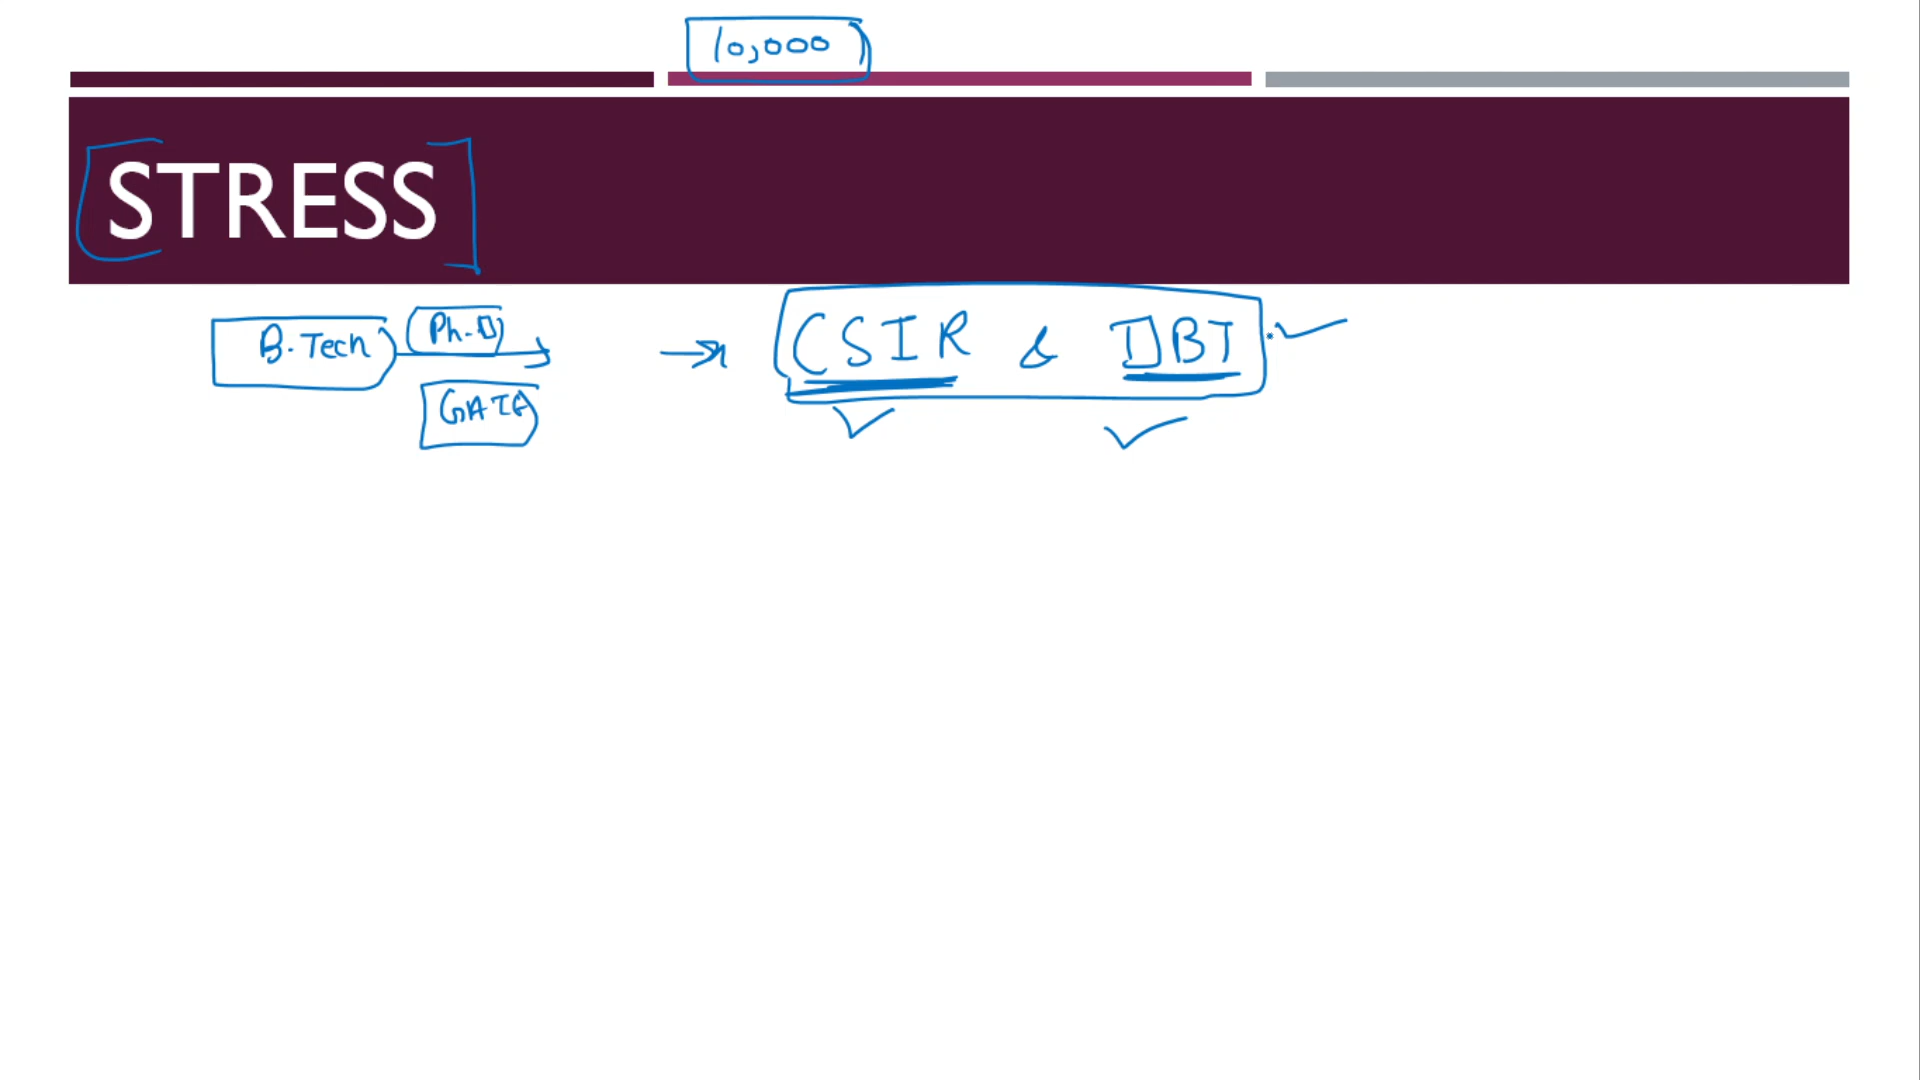 10,000
STRESS
B.Tech Ph.D → CSIR & DBT
GATE